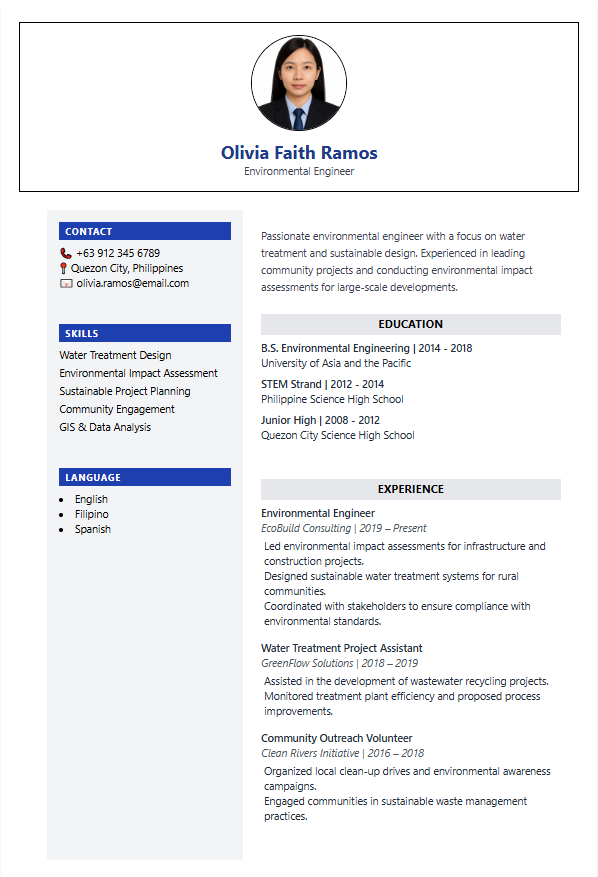 Olivia Faith Ramos
Environmental Engineer
CONTACT
+63 912 345 6789
Quezon City, Philippines
olivia.ramos@email.com
SKILLS
Water Treatment Design
Environmental Impact Assessment
Sustainable Project Planning
Community Engagement
GIS & Data Analysis
LANGUAGE
• English
• Filipino
• Spanish
Passionate environmental engineer with a focus on water
treatment and sustainable design. Experienced in leading
community projects and conducting environmental impact
assessments for large-scale developments.
EDUCATION
B.S. Environmental Engineering | 2014 - 2018
University of Asia and the Pacific
STEM Strand | 2012 - 2014
Philippine Science High School
Junior High | 2008 - 2012
Quezon City Science High School
EXPERIENCE
Environmental Engineer
EcoBuild Consulting | 2019 – Present
Led environmental impact assessments for infrastructure and
construction projects.
Designed sustainable water treatment systems for rural
communities.
Coordinated with stakeholders to ensure compliance with
environmental standards.
Water Treatment Project Assistant
GreenFlow Solutions | 2018 – 2019
Assisted in the development of wastewater recycling projects.
Monitored treatment plant efficiency and proposed process
improvements.
Community Outreach Volunteer
Clean Rivers Initiative | 2016 – 2018
Organized local clean-up drives and environmental awareness
campaigns.
Engaged communities in sustainable waste management
practices.